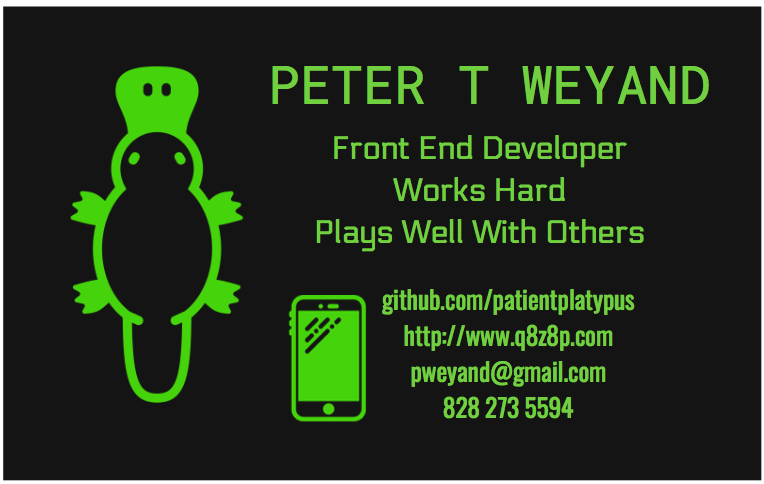 PETER T WEYAND
Front End Developer
Works Hard
Plays Well With Others
github.com/patientplatypus
http://www.q8z8p.com
pweyand@gmail.com
828 273 5594